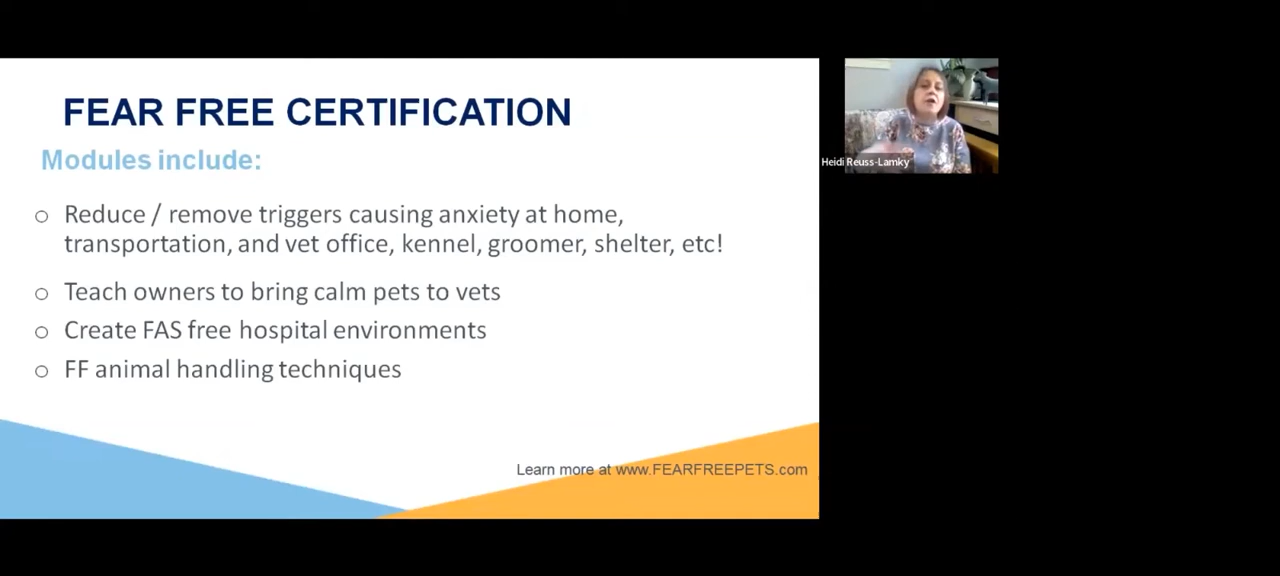 FEAR FREE CERTIFICATION
Modules include:
o Reduce / remove triggers causing anxiety at home,
transportation, and vet office, kennel, groomer, shelter, etc!
o Teach owners to bring calm pets to vets
o Create FAS free hospital environments
o FF animal handling techniques
Learn more at www.FEARFREEPETS.com
Heidi Reuss-Lamky